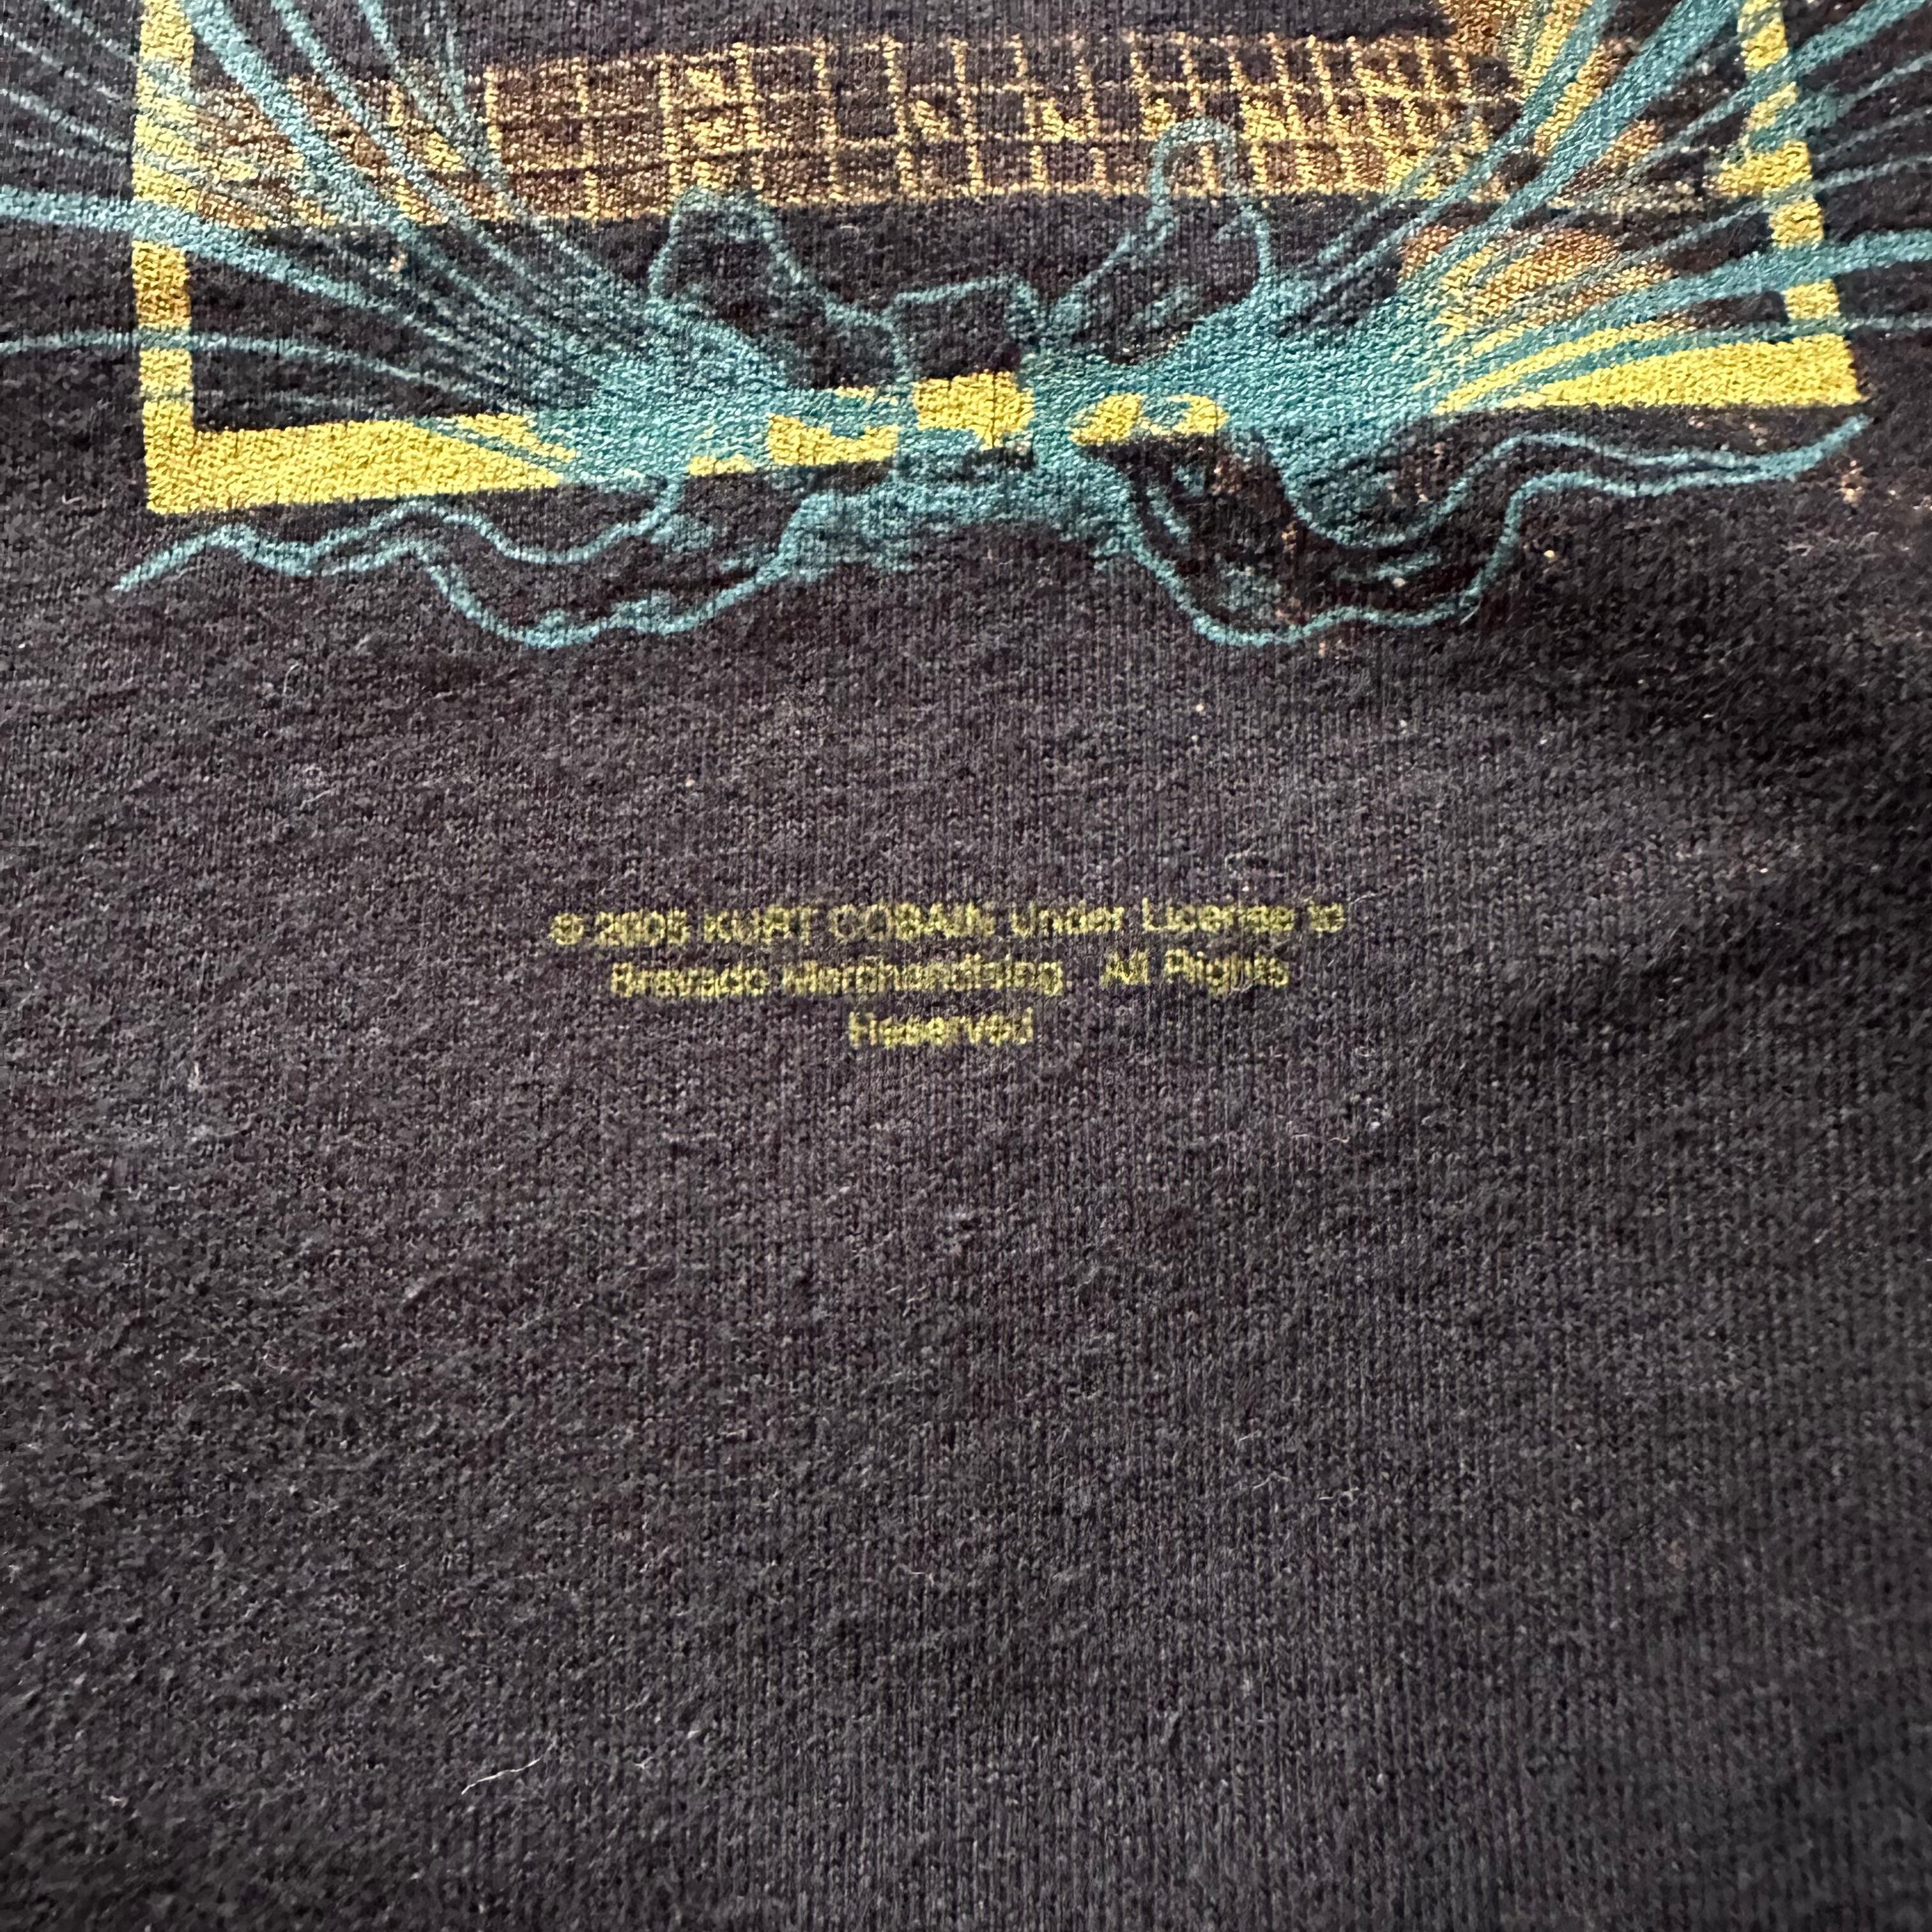 © 2005 KURT COBAIN Under License to
Bravado Merchandising All Rights
Reserved